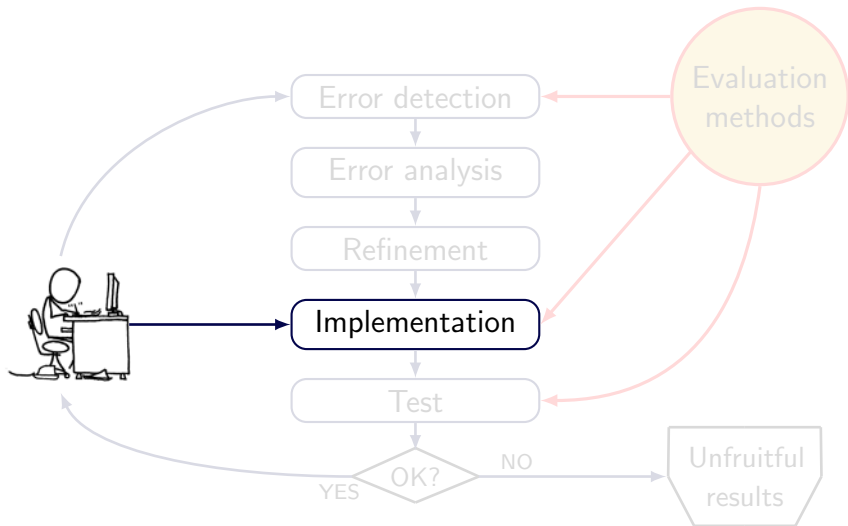 Evaluation
methods
Error detection
Error analysis
Refinement
Implementation
Test
OK?
YES
NO
Unfruitful
results